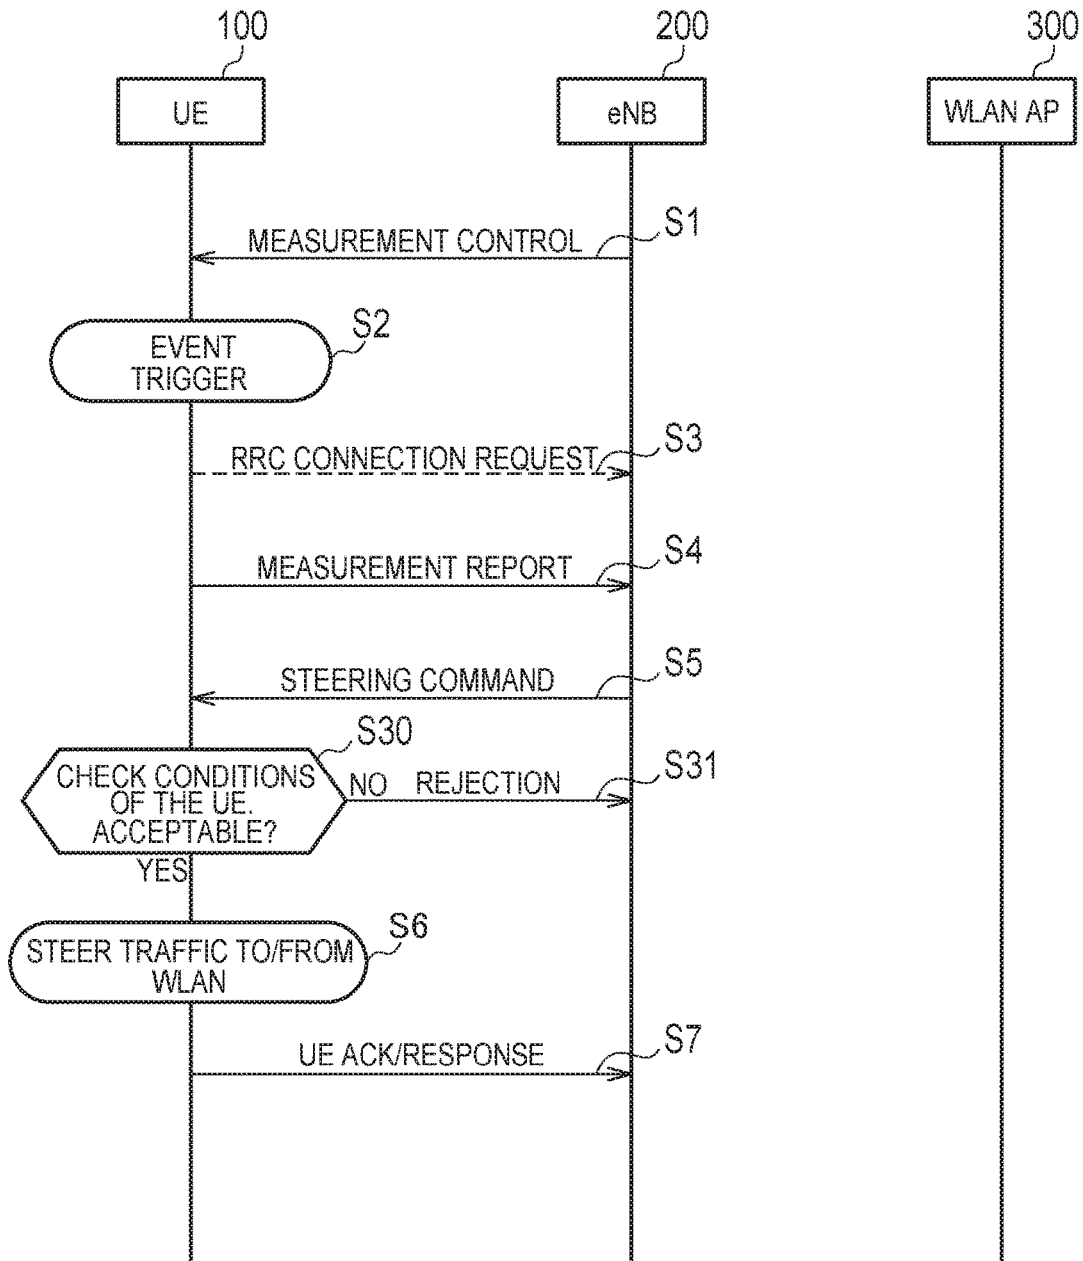 100
200
300
UE
eNB
WLAN AP
S1
MEASUREMENT CONTROL
S2
EVENT
TRIGGER
S3
RRC CONNECTION REQUEST
S4
MEASUREMENT REPORT
S5
STEERING COMMAND
S30
CHECK CONDITIONS
OF THE UE.
ACCEPTABLE?
NO
REJECTION
S31
YES
S6
STEER TRAFFIC TO/FROM
WLAN
S7
UE ACK/RESPONSE